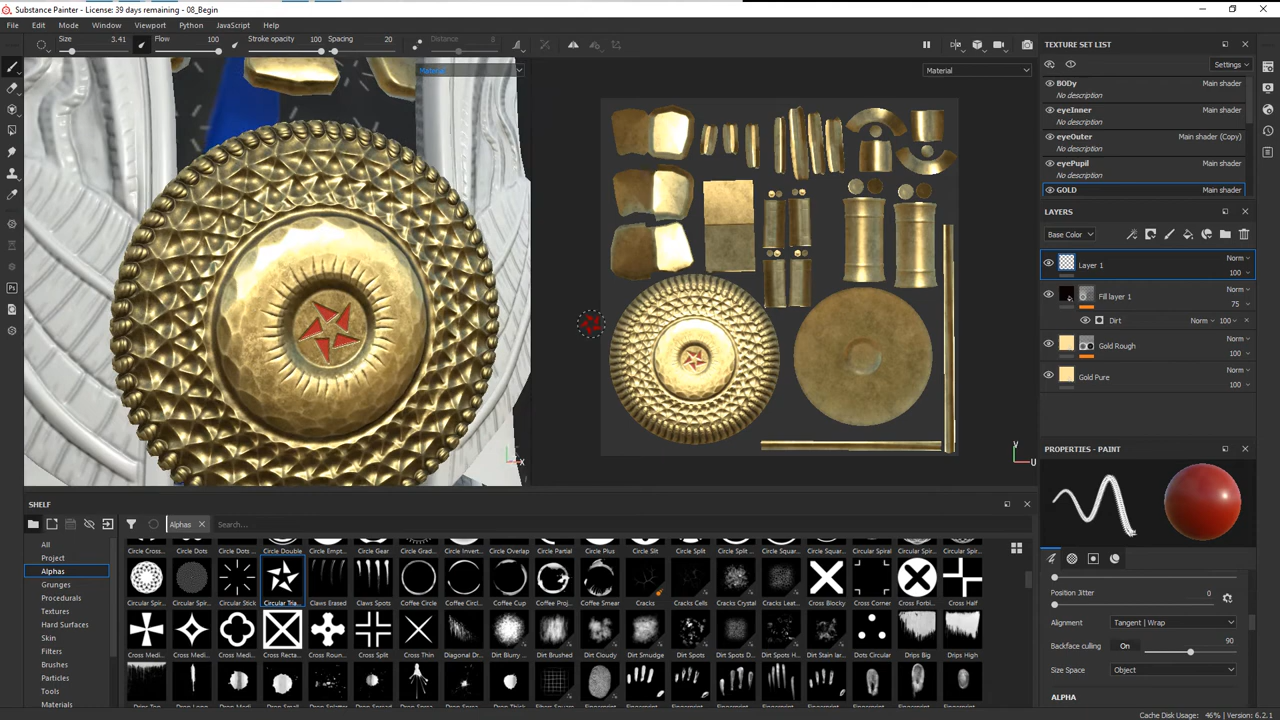 Substance Painter - License: 39 days remaining - 08_Begin
File Edit Mode Window Viewport Python JavaScript Help
Size 3.41 Flow 100 Stroke opacity 100 Spacing 20 Distance 8
Material
Material
TEXTURE SET LIST
Settings
BODy Main shader
No description
eyeInner Main shader
No description
eyeOuter Main shader (Copy)
No description
eyePupil Main shader
No description
GOLD Main shader
LAYERS
Base Color
Layer 1 Norm 100
Fill layer 1 Norm 75
Dirt Norm 100
Gold Rough Norm 100
Gold Pure Norm 100
V
X
U
PROPERTIES - PAINT
Position Jitter 0
Alignment Tangent | Wrap
Backface culling On 90
Size Space Object
ALPHA
SHELF
Alphas Search...
All
Project
Alphas
Grunges
Procedurals
Textures
Hard Surfaces
Skin
Filters
Brushes
Particles
Tools
Materials
Circle Cross... Circle Dots Circle Dots ... Circle Double Circle Empt... Circle Gear Circle Grad... Circle Invert... Circle Overlap Circle Partial Circle Plus Circle Slit Circle Split Circle Split ... Circle Squar... Circle Squar... Circular Spiral Circular Spir... Circular Spir...
Circular Spir... Circular Spir... Circular Stick Circular Tria... Claws Erased Claws Spots Coffee Circle Coffee Circl... Coffee Cup Coffee Proj... Coffee Smear Cracks Cracks Cells Cracks Crystal Cracks Leat... Cross Blocky Cross Corner Cross Forbi... Cross Half
Cross Medi... Cross Medi... Cross Medi... Cross Recta... Cross Roun... Cross Split Cross Thin Diagonal Dr... Dirt Blurry ... Dirt Brushed Dirt Cloudy Dirt Smudge Dirt Spots Dirt Spots D... Dirt Spots H... Dirt Stain lar... Dots Circular Drips Big Drips High
Cache Disk Usage: 46% | Version: 6.2.1